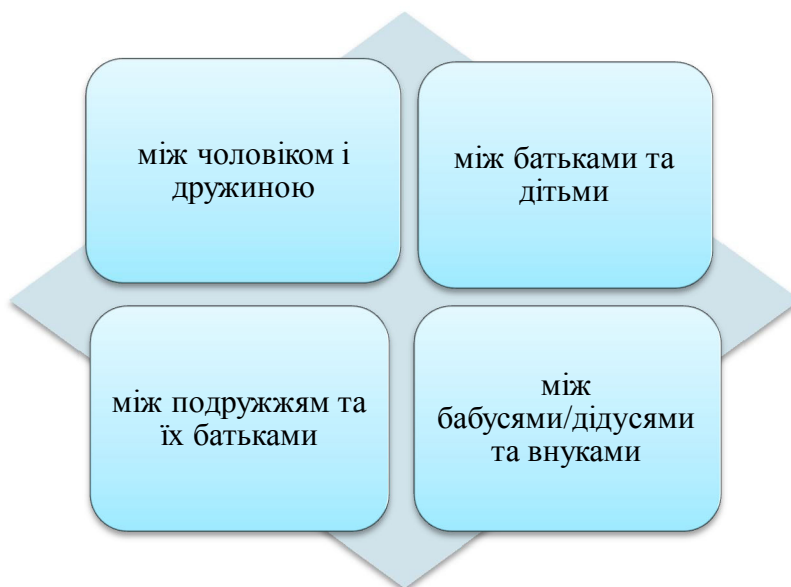 між чоловіком і
дружиною
між батьками та
дітьми
між подружжям та
їх батьками
між
бабусями/дідусями
та внуками